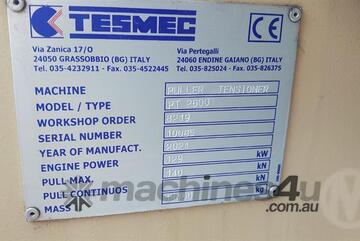 TESMEC CE
Via Zanica 17/O
24050 GRASSOBBIO (BG) ITALY
Tel. 035-4232911 - Fax. 035-4522445
Via Pertegalli
24060 ENDINE GAIANO (BG) ITALY
Tel. 035-825024 - Fax. 035-826375
MACHINE PULLER TENSIONER
MODEL / TYPE PT 2600
WORKSHOP ORDER
SERIAL NUMBER
YEAR OF MANUFACT.
ENGINE POWER 129 kW
PULL MAX. 140 kN
PULL CONTINUOS kN
MASS kg
machines4u
.com.au